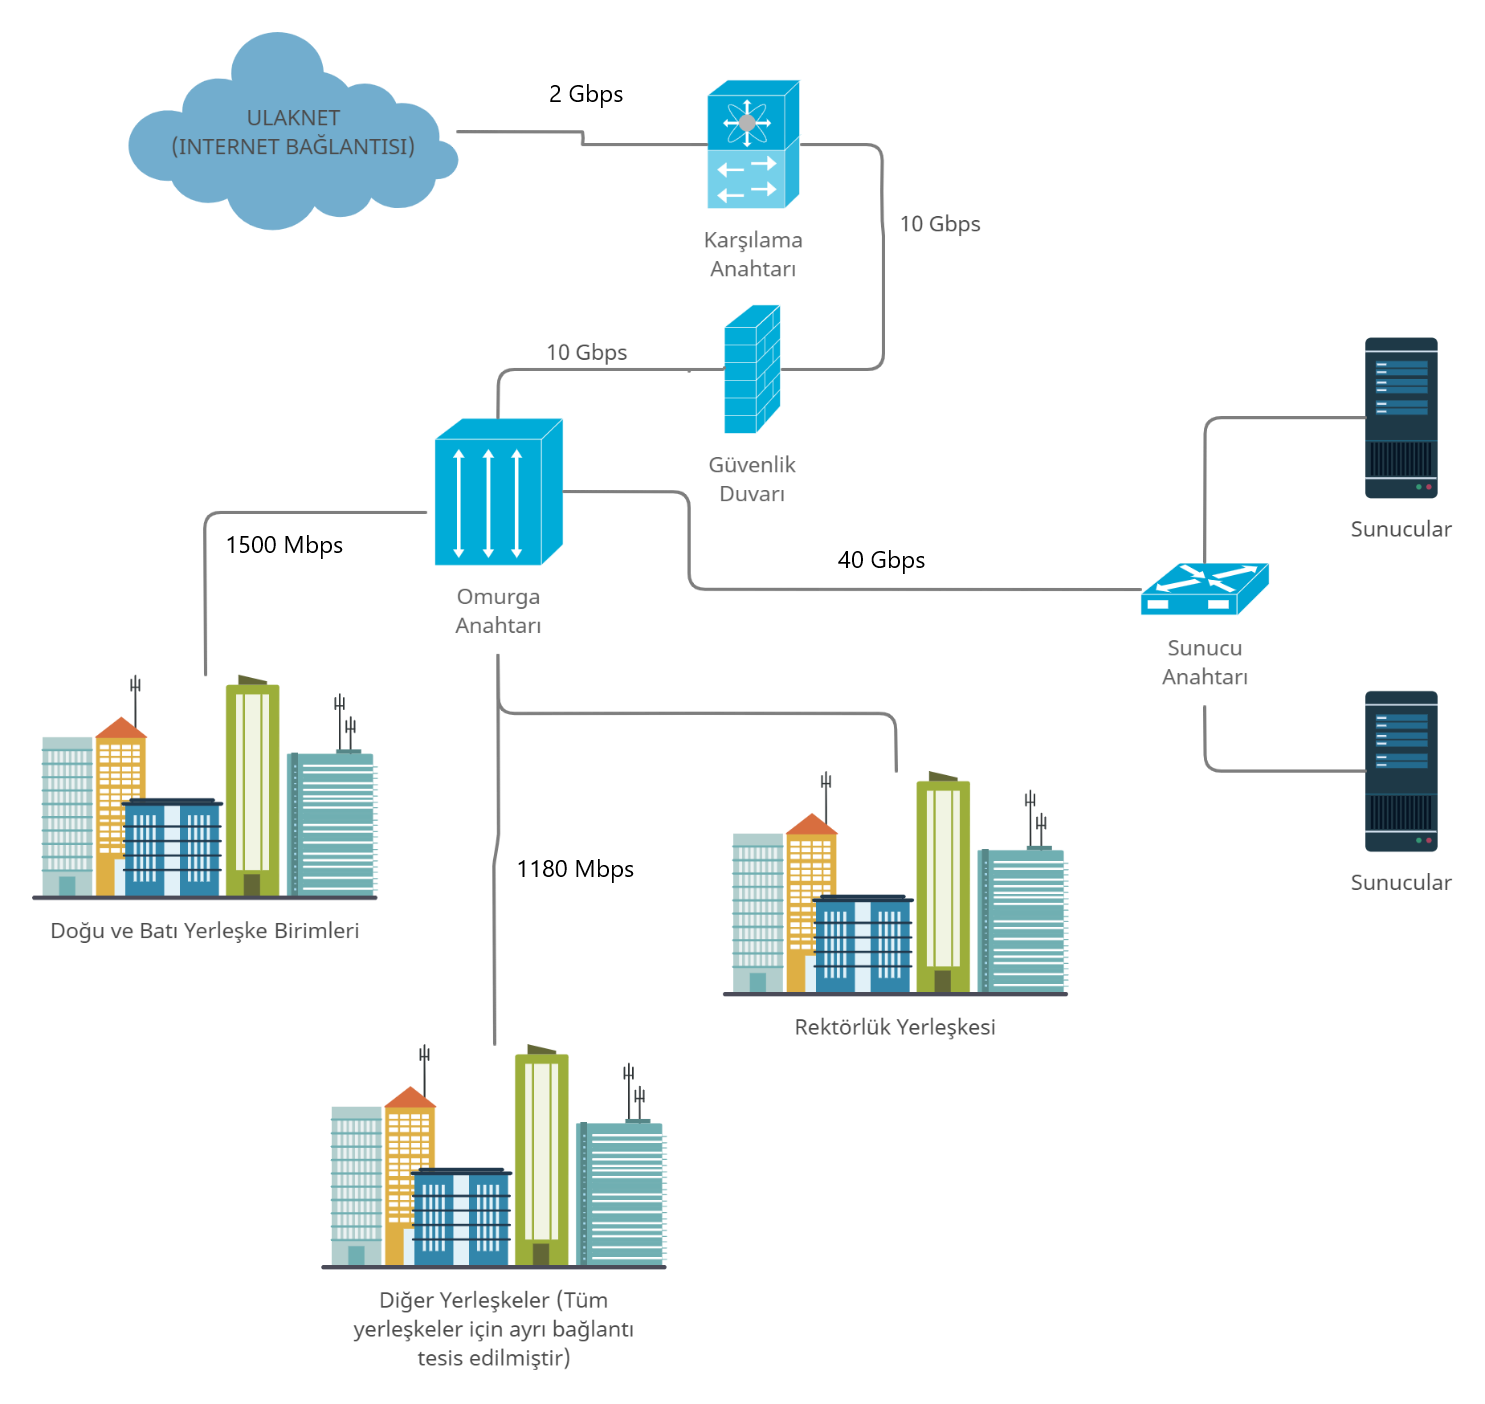 ULAKNET
(INTERNET BAĞLANTISI)
2 Gbps
Karşılama
Anahtarı
10 Gbps
10 Gbps
Güvenlik
Duvarı
Omurga
Anahtarı
1500 Mbps
40 Gbps
Sunucular
Sunucu
Anahtarı
Sunucular
1180 Mbps
Doğu ve Batı Yerleşke Birimleri
Rektörlük Yerleşkesi
Diğer Yerleşkeler (Tüm
yerleşkeler için ayrı bağlantı
tesis edilmiştir)